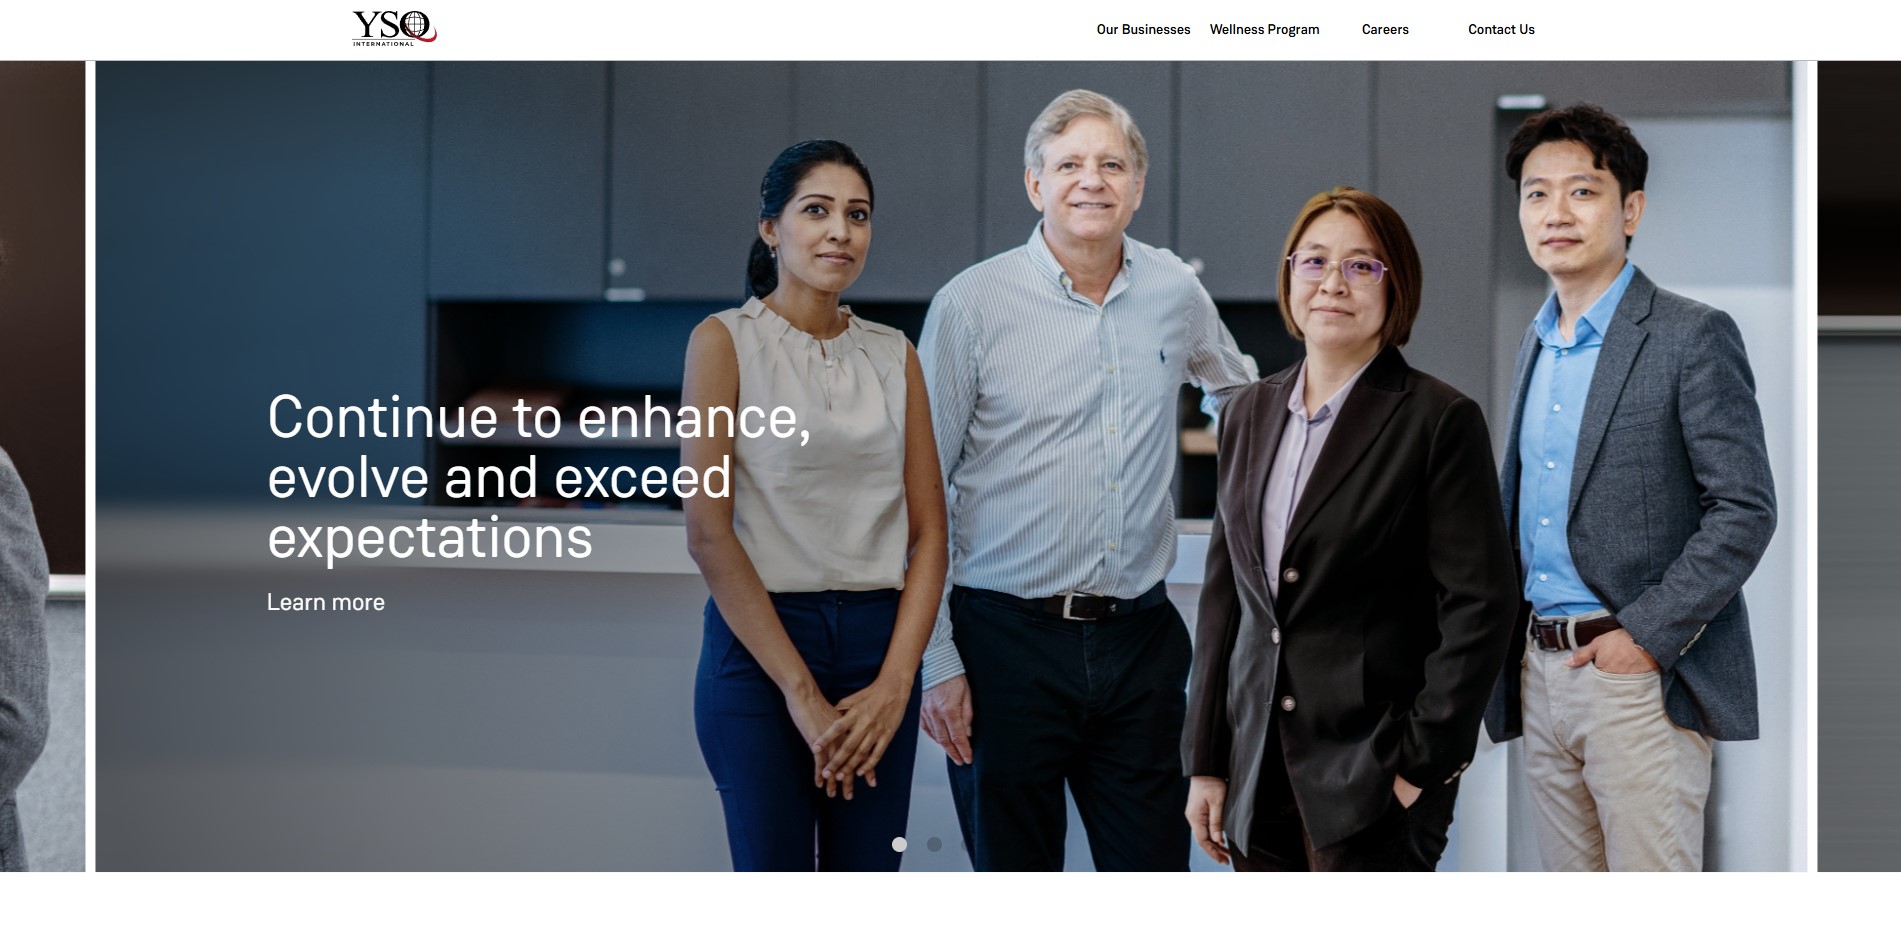 YSQ
INTERNATIONAL
Our Businesses
Wellness Program
Careers
Contact Us
Continue to enhance,
evolve and exceed
expectations
Learn more